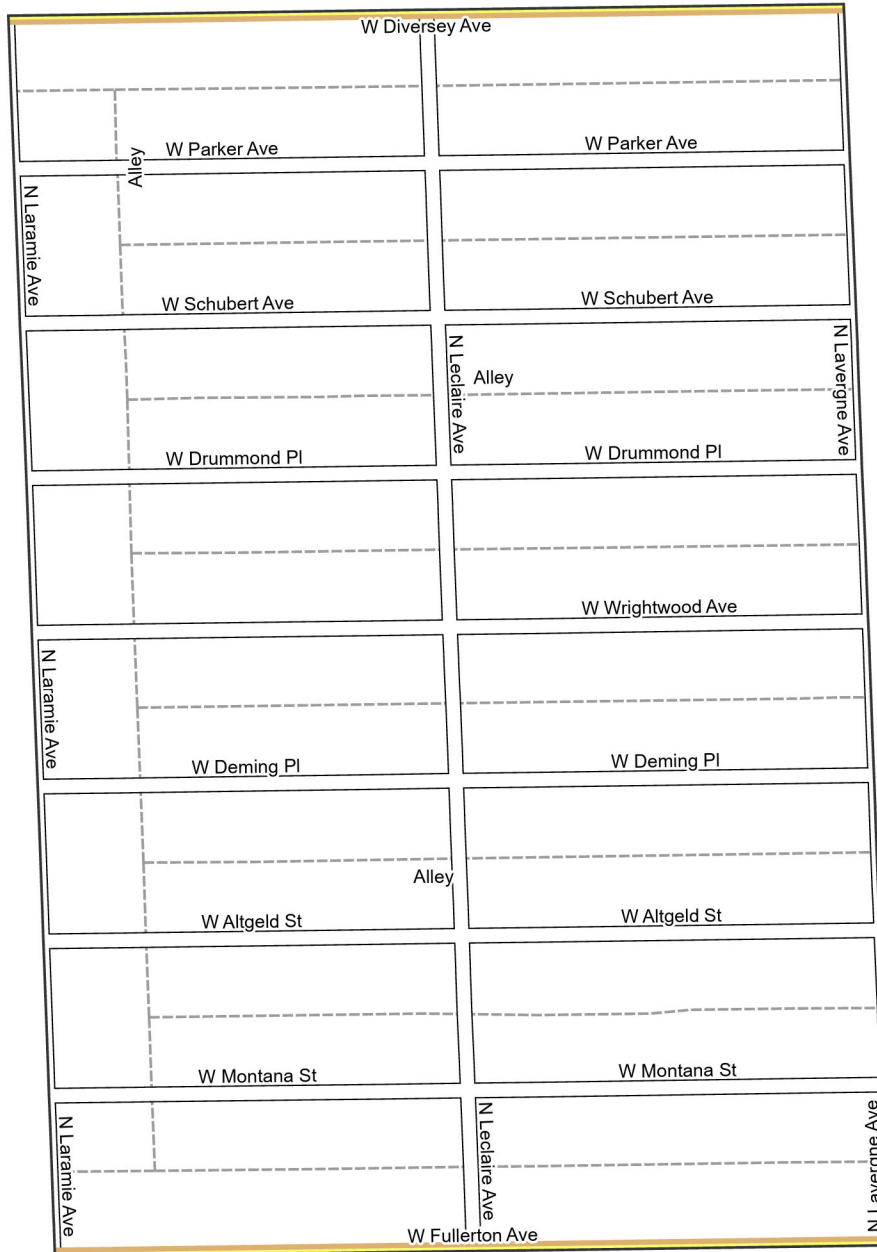 W Diversey Ave
W Parker Ave
W Parker Ave
Alley
N Laramie Ave
W Schubert Ave
W Schubert Ave
N Leclaire Ave
Alley
N Lavergne Ave
W Drummond Pl
W Drummond Pl
W Wrightwood Ave
N Laramie Ave
W Deming Pl
W Deming Pl
Alley
W Altgeld St
W Altgeld St
W Montana St
W Montana St
N Laramie Ave
N Leclaire Ave
N Lavergne Ave
W Fullerton Ave